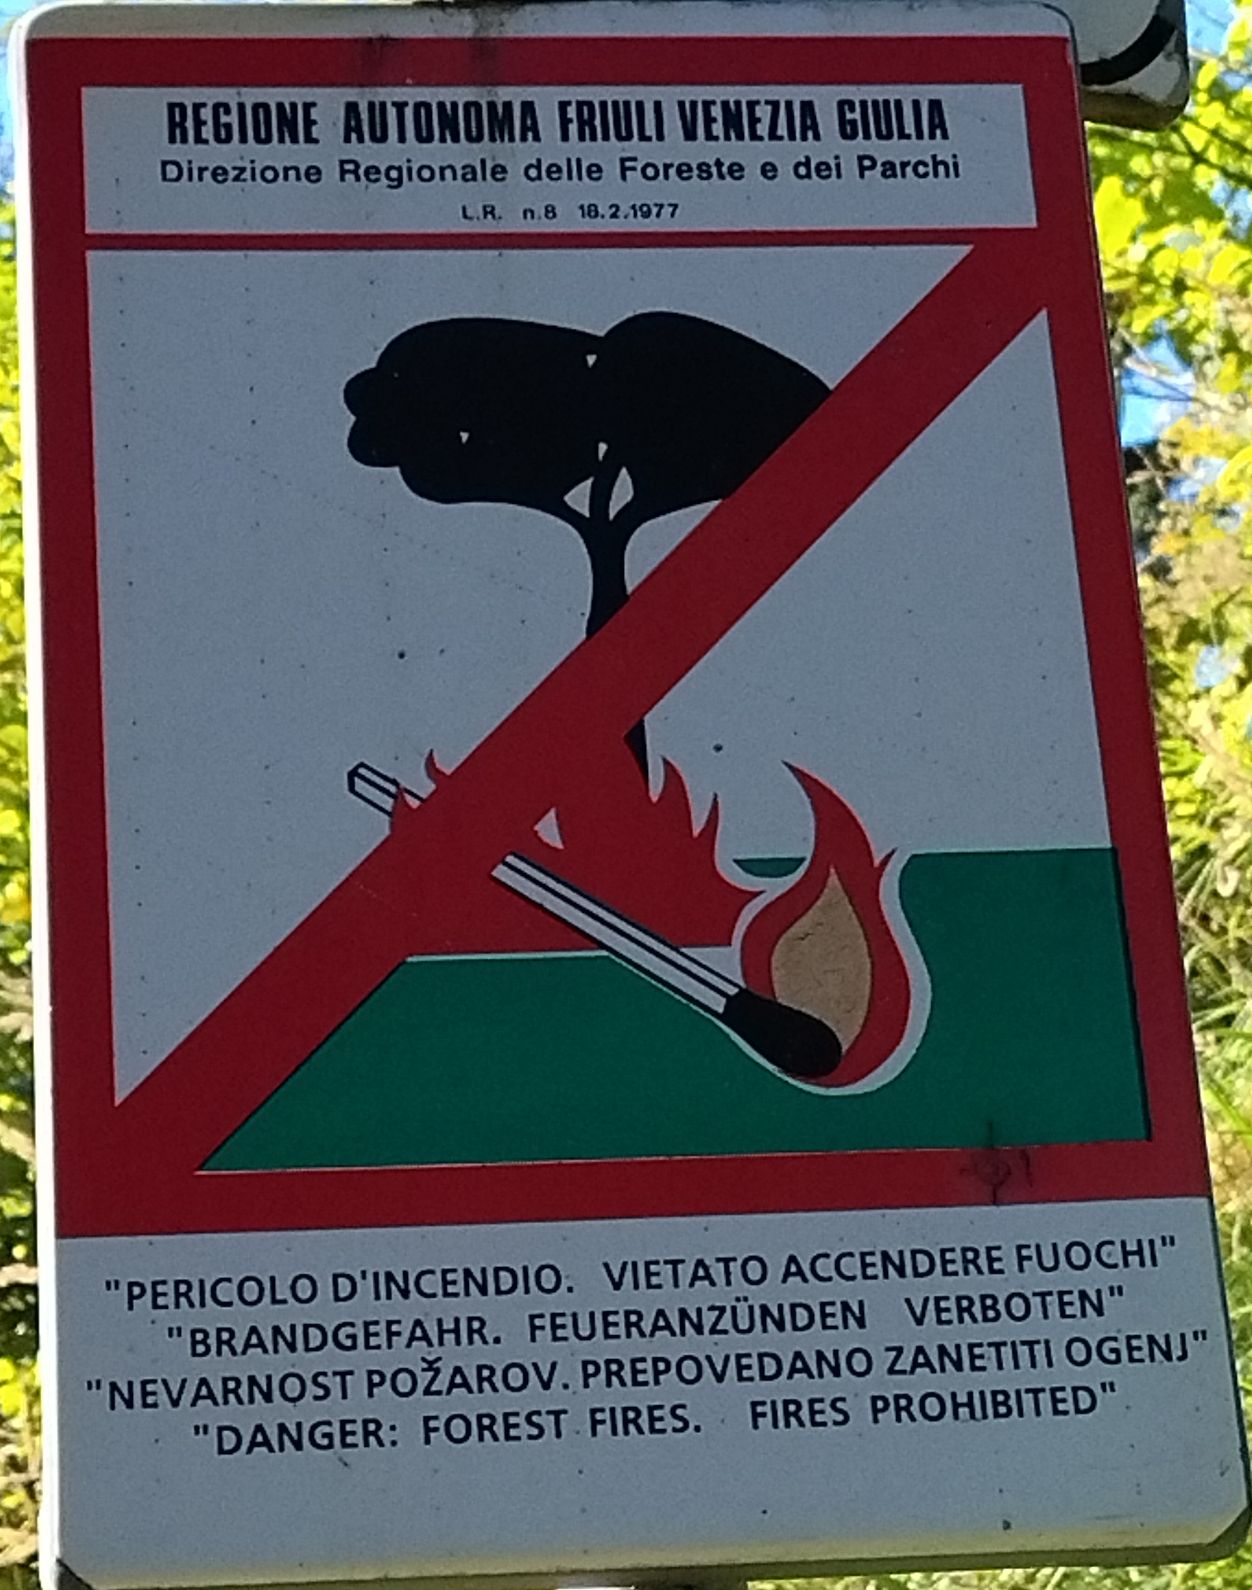 REGIONE AUTONOMA FRIULI VENEZIA GIULIA
Direzione Regionale delle Foreste e dei Parchi
L.R. n.8 18.2.1977
"PERICOLO D'INCENDIO. VIETATO ACCENDERE FUOCHI"
"BRANDGEFAHR. FEUERANZÜNDEN VERBOTEN"
"NEVARNOST POŽAROV. PREPOVEDANO ZANETITI OGENJ"
"DANGER: FOREST FIRES. FIRES PROHIBITED"